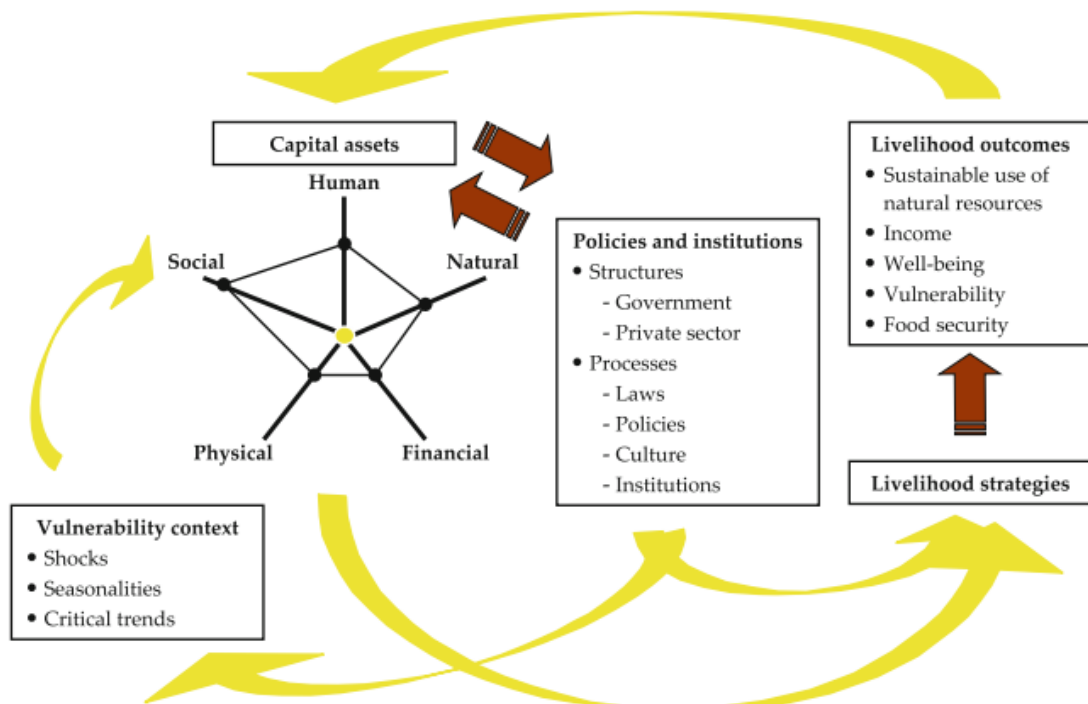 Capital assets
Human
Social
Natural
Physical
Financial
Vulnerability context
• Shocks
• Seasonalities
• Critical trends
Policies and institutions
• Structures
- Government
- Private sector
• Processes
- Laws
- Policies
- Culture
- Institutions
Livelihood outcomes
• Sustainable use of
natural resources
• Income
• Well-being
• Vulnerability
• Food security
Livelihood strategies